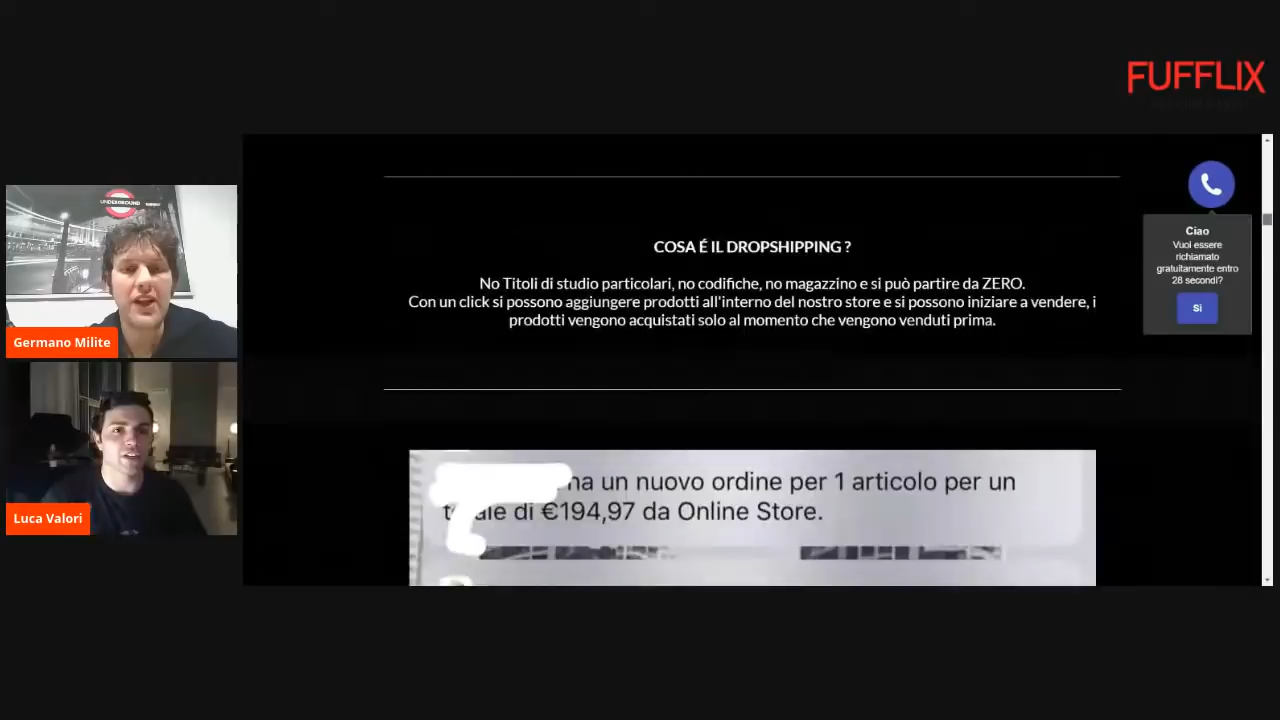 FUFFLIX
UNDERGROUND
Germano Milite
Luca Valori
COSA É IL DROPSHIPPING ?
No Titoli di studio particolari, no codifiche, no magazzino e si può partire da ZERO.
Con un click si possono aggiungere prodotti all'interno del nostro store e si possono iniziare a vendere, i
prodotti vengono acquistati solo al momento che vengono venduti prima.
Ciao
Vuoi essere
richiamato
gratuitamente entro
28 secondi?
Si
ha un nuovo ordine per 1 articolo per un
di €194,97 da Online Store.